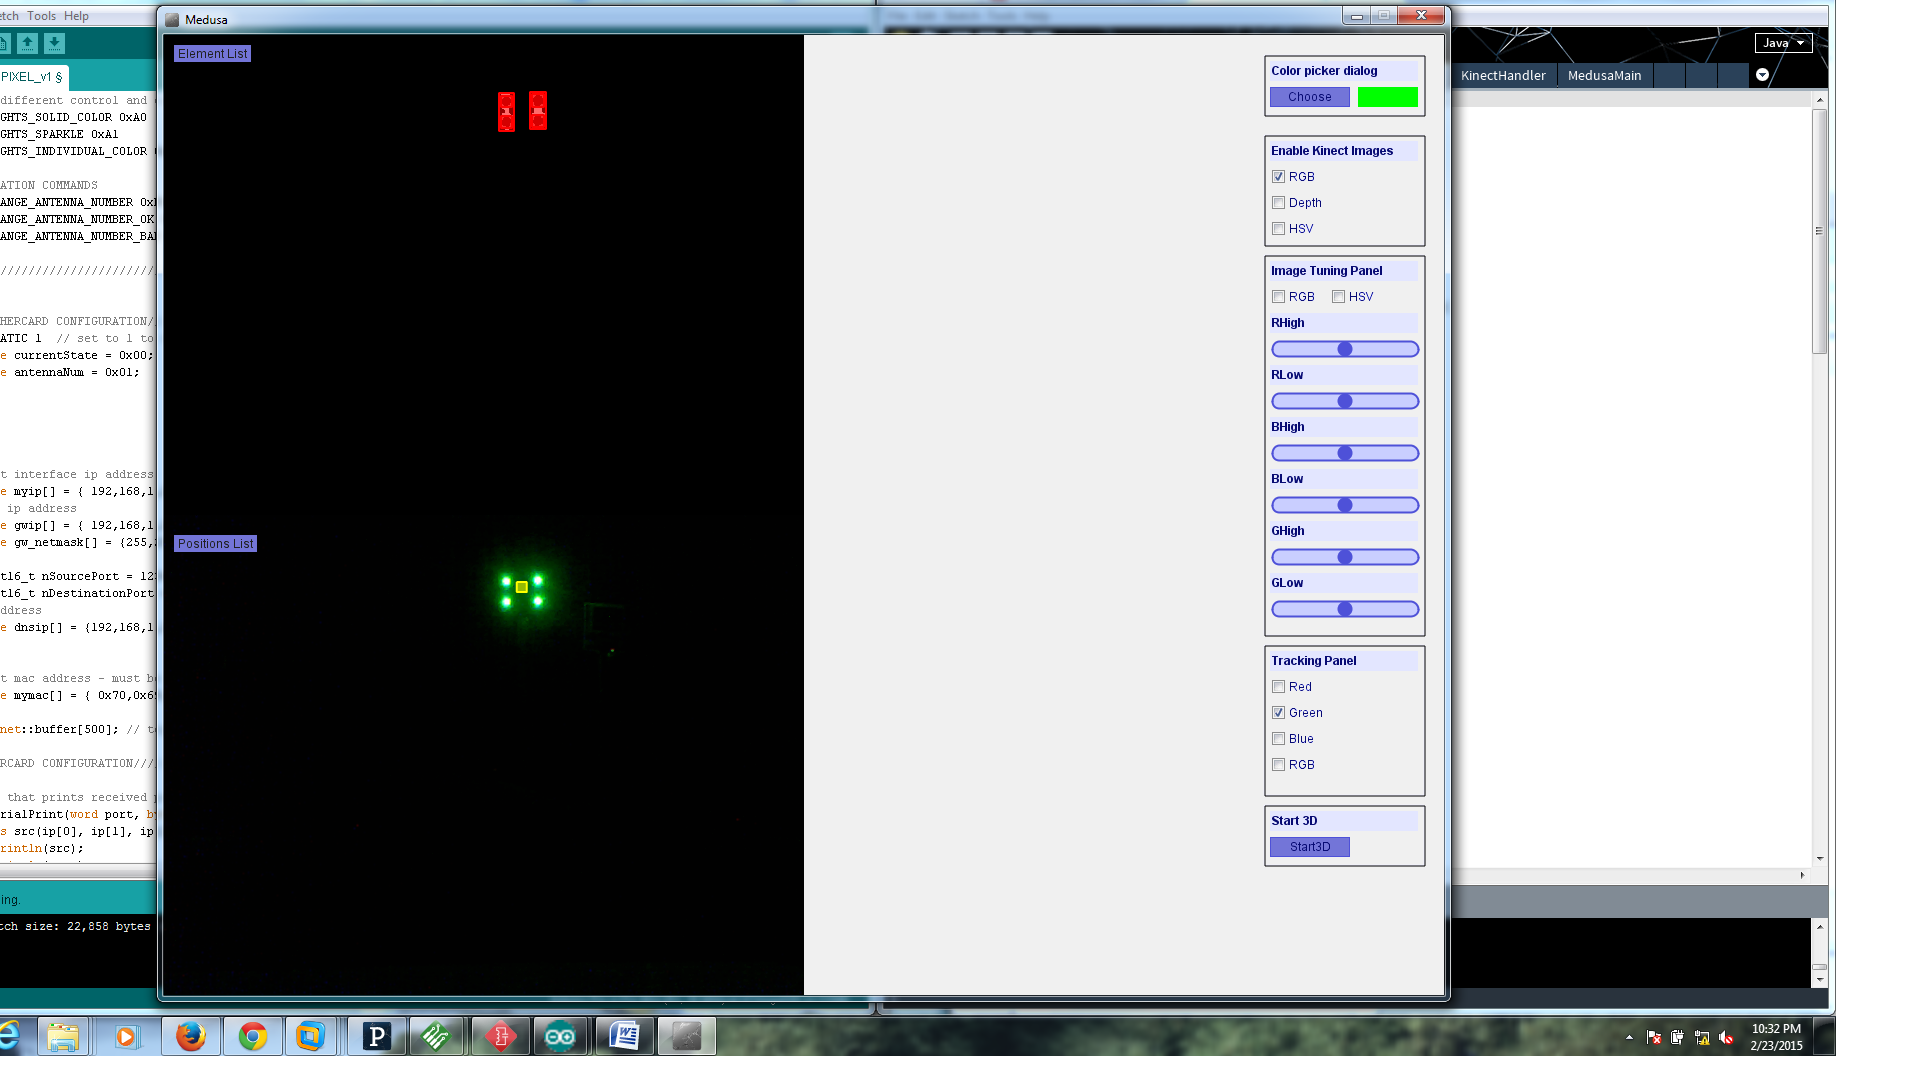 etch Tools Help
Medusa
Java
PIXEL_v1 §
KinectHandler
MedusaMain
different control and
GHTS_SOLID_COLOR 0xA0
GHTS_SPARKLE 0xA1
GHTS_INDIVIDUAL_COLOR
ATION COMMANDS
ANGE_ANTENNA_NUMBER
ANGE_ANTENNA_NUMBER_OK
ANGE_ANTENNA_NUMBER_BA
HERCARD CONFIGURATION/
ATIC 1 // set to 1 to
e currentState = 0x00;
e antennaNum = 0x01;
t interface ip address
e myip[] = { 192,168,1
ip address
e gwip[] = { 192,168,1
e gw_netmask[] = {255,
t16_t nSourcePort = 12
t16_t nDestinationPort
ddress
e dnsip[] = {192,168,1
t mac address - must b
e mymac[] = { 0x70,0x6
net::buffer[500]; // t
RCARD CONFIGURATION///
that prints received
rialPrint(word port, b
s src(ip[0], ip[1], ip
rintln(src);
ing.
tch size: 22,858 bytes
Element List
Positions List
Color picker dialog
Choose
Enable Kinect Images
RGB
Depth
HSV
Image Tuning Panel
RGB HSV
RHigh
RLow
BHigh
BLow
GHigh
GLow
Tracking Panel
Red
Green
Blue
RGB
Start 3D
Start3D
10:32 PM
2/23/2015